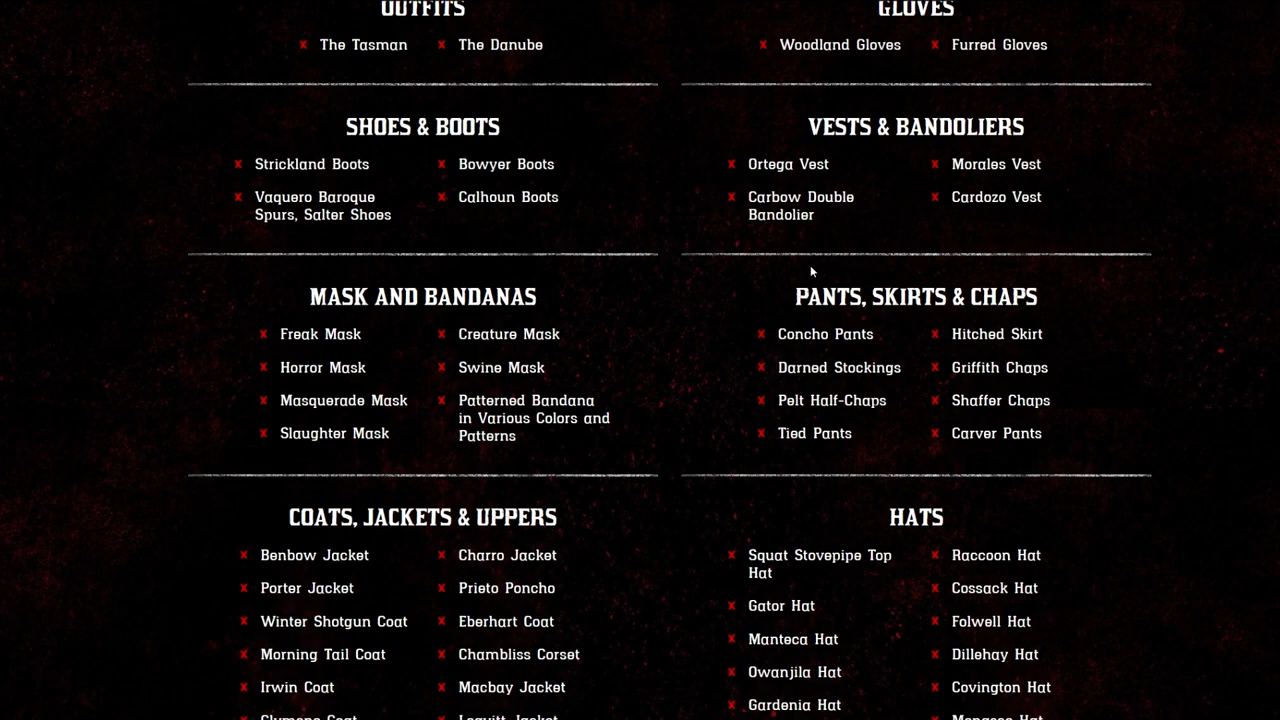 OUTFITS
The Tasman
The Danube
GLOVES
Woodland Gloves
Furred Gloves
SHOES & BOOTS
Strickland Boots
Bowyer Boots
Vaquero Baroque
Spurs, Salter Shoes
Calhoun Boots
VESTS & BANDOLIERS
Ortega Vest
Morales Vest
Carbow Double
Bandolier
Cardozo Vest
MASK AND BANDANAS
Freak Mask
Creature Mask
Horror Mask
Swine Mask
Masquerade Mask
Patterned Bandana
in Various Colors and
Patterns
Slaughter Mask
PANTS, SKIRTS & CHAPS
Concho Pants
Hitched Skirt
Darned Stockings
Griffith Chaps
Pelt Half-Chaps
Shaffer Chaps
Tied Pants
Carver Pants
COATS, JACKETS & UPPERS
Benbow Jacket
Charro Jacket
Porter Jacket
Prieto Poncho
Winter Shotgun Coat
Eberhart Coat
Morning Tail Coat
Chambliss Corset
Irwin Coat
Macbay Jacket
Clymene Coat
Leavitt Jacket
HATS
Squat Stovepipe Top
Hat
Raccoon Hat
Gator Hat
Cossack Hat
Manteca Hat
Folwell Hat
Owanjila Hat
Dillehay Hat
Gardenia Hat
Covington Hat